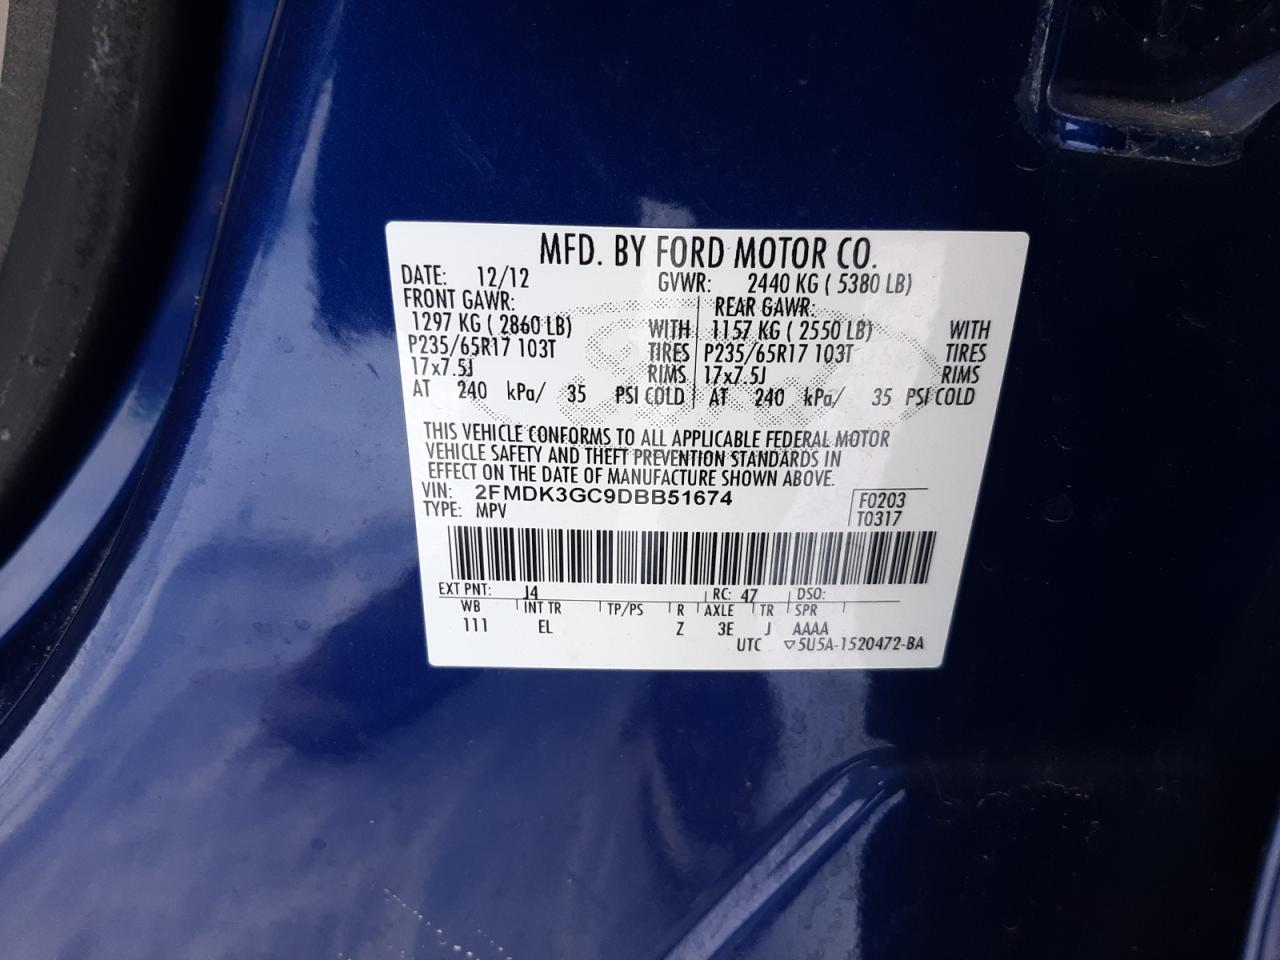 MFD. BY FORD MOTOR CO.
DATE: 12/12 GVWR: 2440 KG ( 5380 LB)
FRONT GAWR: REAR GAWR:
1297 KG ( 2860 LB) WITH 1157 KG ( 2550 LB) WITH
P235/65R17 103T TIRES P235/65R17 103T TIRES
17x7.5J RIMS 17x7.5J RIMS
AT 240 kPa/ 35 PSI COLD AT 240 kPa/ 35 PSI COLD
THIS VEHICLE CONFORMS TO ALL APPLICABLE FEDERAL MOTOR
VEHICLE SAFETY AND THEFT PREVENTION STANDARDS IN
EFFECT ON THE DATE OF MANUFACTURE SHOWN ABOVE.
VIN: 2FMDK3GC9DBB51674 F0203
TYPE: MPV T0317
EXT PNT: J4 RC: 47 DSO:
WB INT TR TP/PS R AXLE TR SPR
111 EL Z 3E J AAAA
UTC ▽5U5A-1520472-BA